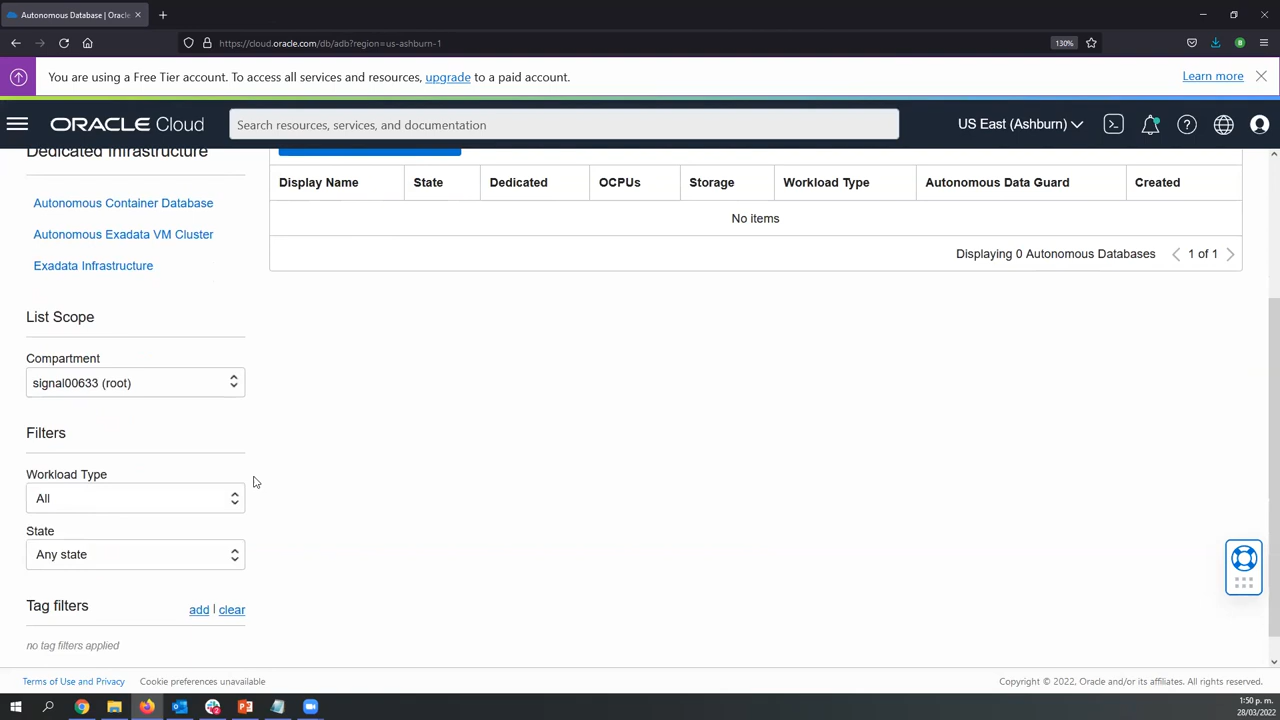 Autonomous Database | Oracle
https://cloud.oracle.com/db/adb?region=us-ashburn-1
130%
You are using a Free Tier account. To access all services and resources, upgrade to a paid account.
Learn more
ORACLE Cloud
Search resources, services, and documentation
US East (Ashburn)
Dedicated Infrastructure
Autonomous Container Database
Autonomous Exadata VM Cluster
Exadata Infrastructure
List Scope
Compartment
signal00633 (root)
Filters
Workload Type
All
State
Any state
Tag filters
add | clear
no tag filters applied
Display Name State Dedicated OCPUs Storage Workload Type Autonomous Data Guard Created
No items
Displaying 0 Autonomous Databases 1 of 1
Terms of Use and Privacy Cookie preferences unavailable
Copyright © 2022, Oracle and/or its affiliates. All rights reserved.
1:50 p. m.
28/03/2022